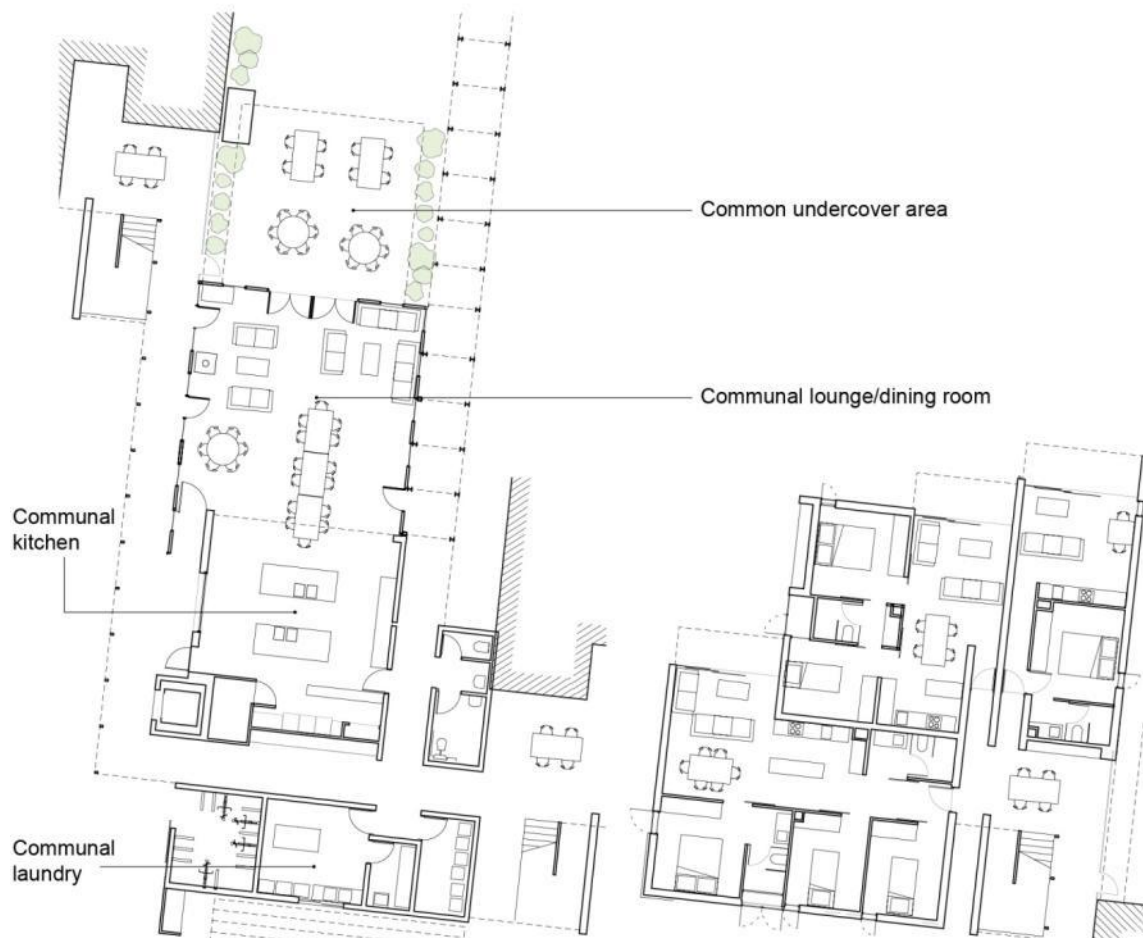 Common undercover area
Communal lounge/dining room
Communal
kitchen
Communal
laundry